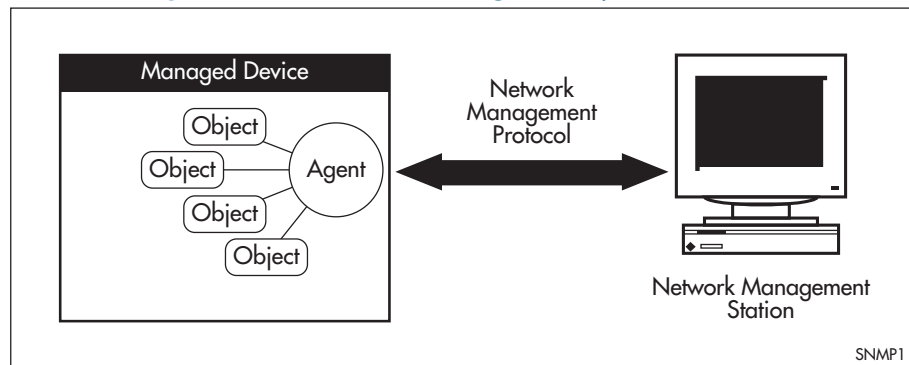 Managed Device
Object
Object
Object
Object
Agent
Network
Management
Protocol
Network Management
Station
SNMP1